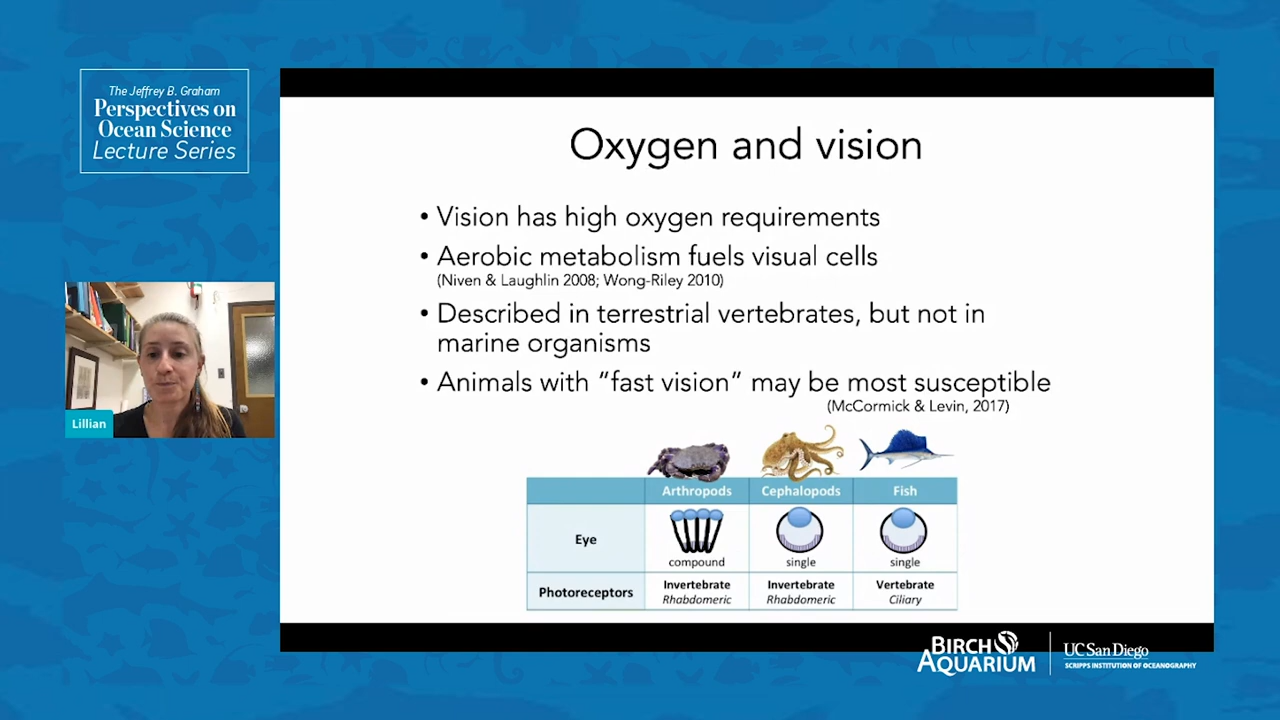 The Jeffrey B. Graham
Perspectives on
Ocean Science
Lecture Series
Lillian
Oxygen and vision
• Vision has high oxygen requirements
• Aerobic metabolism fuels visual cells
(Niven & Laughlin 2008; Wong-Riley 2010)
• Described in terrestrial vertebrates, but not in
marine organisms
• Animals with "fast vision" may be most susceptible
(McCormick & Levin, 2017)
Arthropods Cephalopods Fish
Eye
compound single single
Photoreceptors
Invertebrate Invertebrate Vertebrate
Rhabdomeric Rhabdomeric Ciliary
BIRCH
AQUARIUM
UC San Diego
SCRIPPS INSTITUTION OF OCEANOGRAPHY